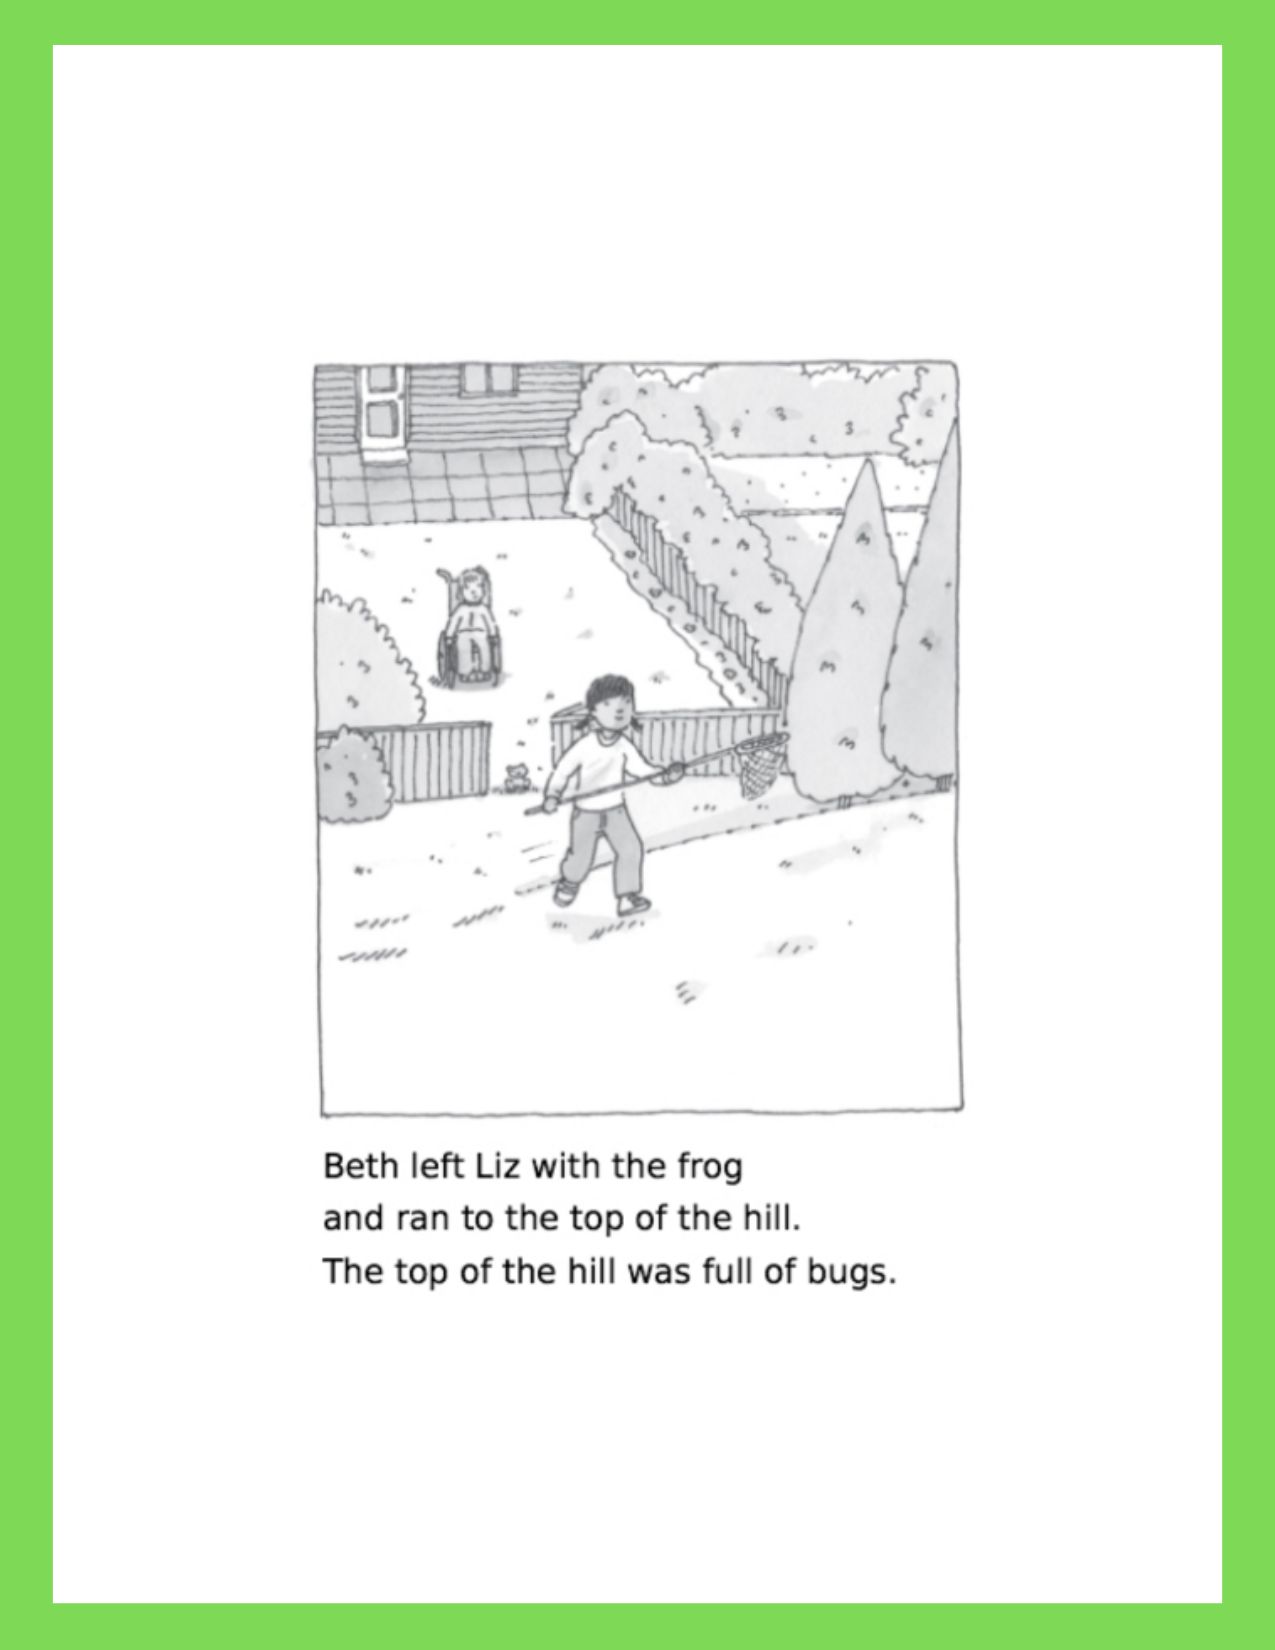 Beth left Liz with the frog
and ran to the top of the hill.
The top of the hill was full of bugs.